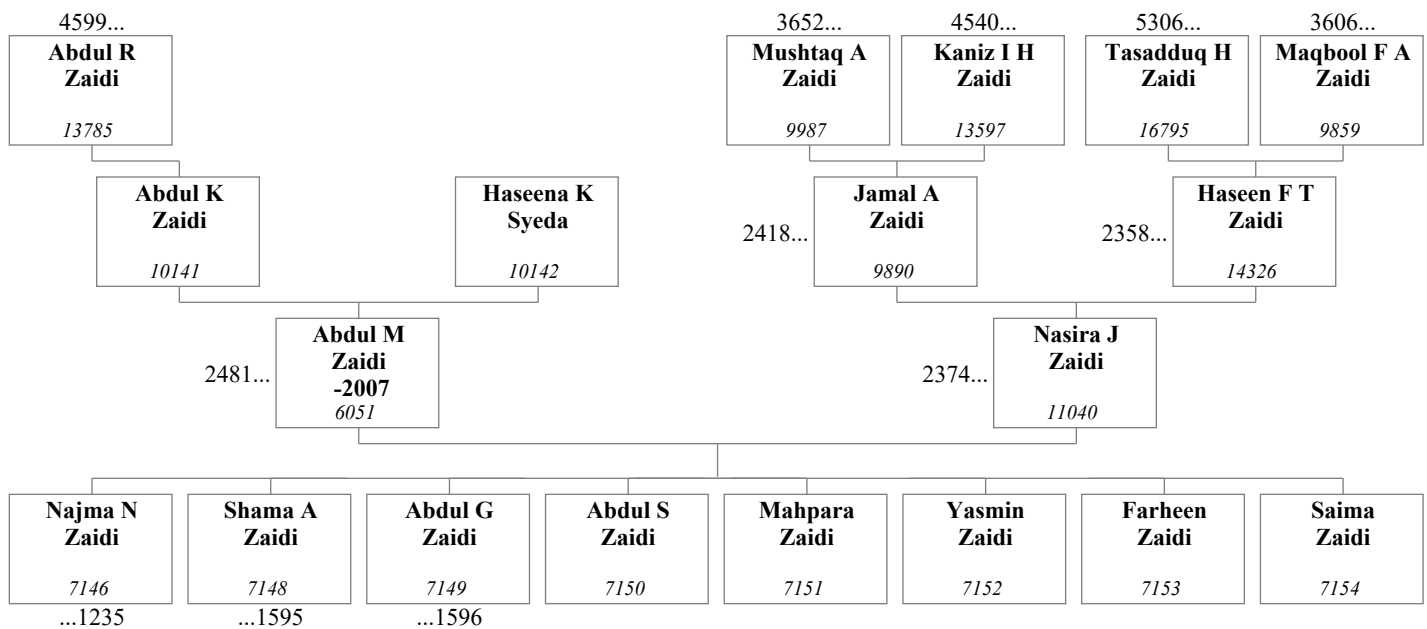 4599...
Abdul R
Zaidi
13785
3652...
Mushtaq A
Zaidi
9987
4540...
Kaniz I H
Zaidi
13597
5306...
Tasadduq H
Zaidi
16795
3606...
Maqbool F A
Zaidi
9859
Abdul K
Zaidi
10141
Haseena K
Syeda
10142
2418...
Jamal A
Zaidi
9890
2358...
Haseen F T
Zaidi
14326
2481...
Abdul M
Zaidi
-2007
6051
2374...
Nasira J
Zaidi
11040
Najma N
Zaidi
7146
...1235
Shama A
Zaidi
7148
...1595
Abdul G
Zaidi
7149
...1596
Abdul S
Zaidi
7150
Mahpara
Zaidi
7151
Yasmin
Zaidi
7152
Farheen
Zaidi
7153
Saima
Zaidi
7154